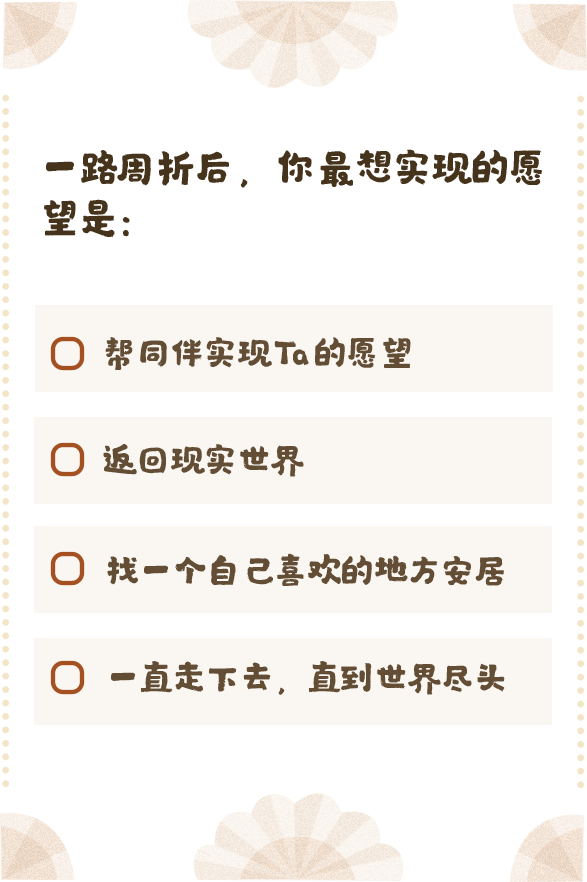 一路周折后，你最想实现的愿
望是：
帮同伴实现Ta的愿望
返回现实世界
找一个自己喜欢的地方安居
一直走下去，直到世界尽头